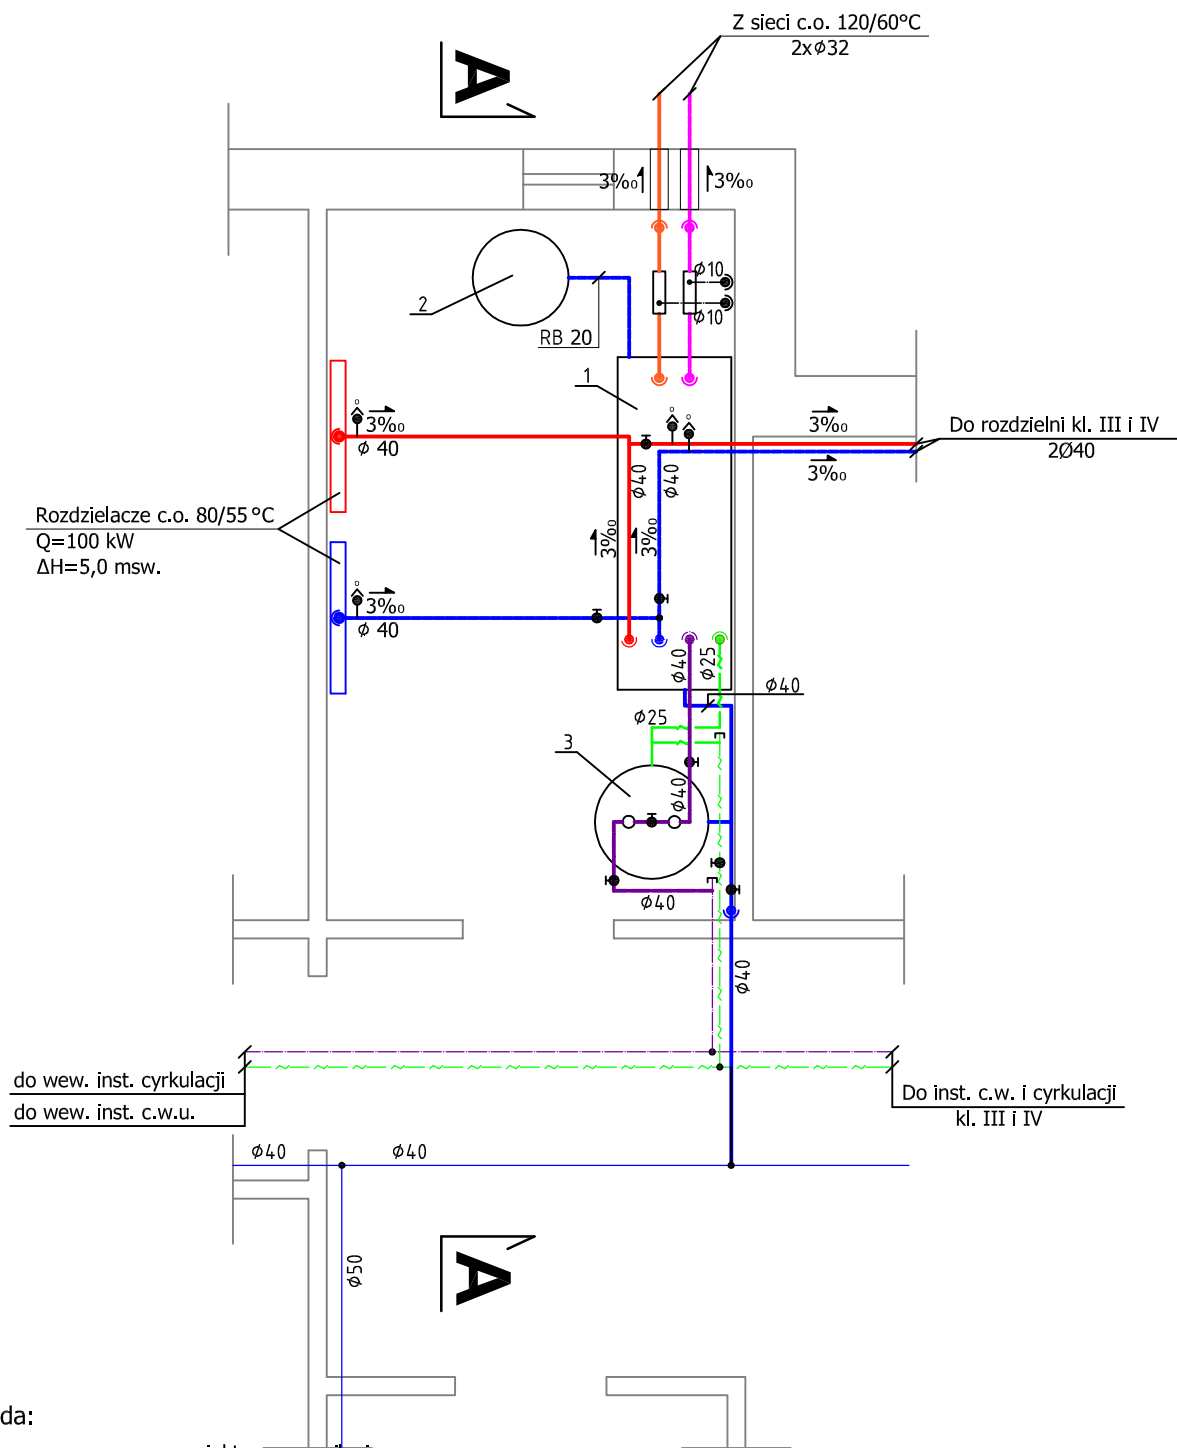 Z sieci c.o. 120/60°C
2xϕ32
A
3‰
3‰
ϕ10
2
ϕ10
RB 20
1
3‰
3‰
Do rozdzielni kl. III i IV
ϕ 40
2Ø40
3‰
ϕ40
ϕ40
Rozdzielacze c.o. 80/55 °C
Q=100 kW
ΔH=5,0 msw.
3‰
3‰
3‰
ϕ 40
ϕ40
ϕ25
ϕ40
ϕ25
3
ϕ40
ϕ40
ϕ40
do wew. inst. cyrkulacji
do wew. inst. c.w.u.
Do inst. c.w. i cyrkulacji
kl. III i IV
ϕ40
ϕ40
A
ϕ50
da: